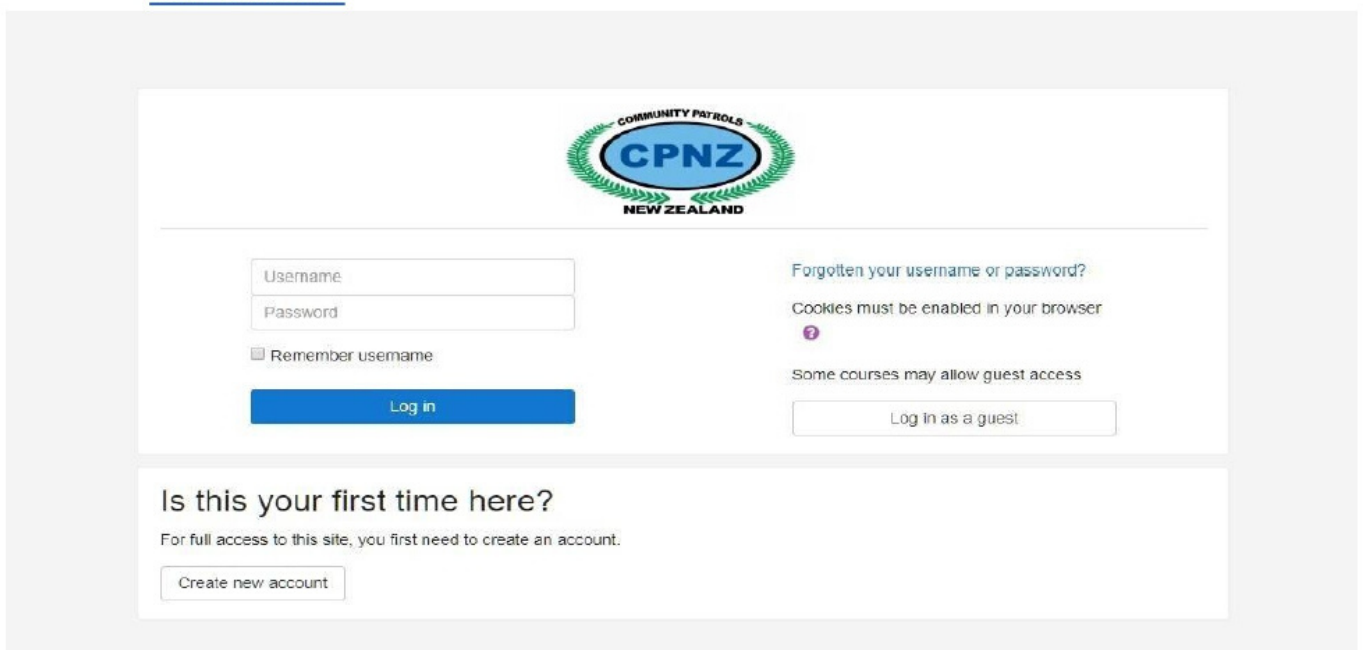 COMMUNITY PATROLS
CPNZ
NEW ZEALAND
Username
Password
Remember username
Log in
Forgotten your username or password?
Cookies must be enabled in your browser
?
Some courses may allow guest access
Log in as a guest
Is this your first time here?
For full access to this site, you first need to create an account.
Create new account